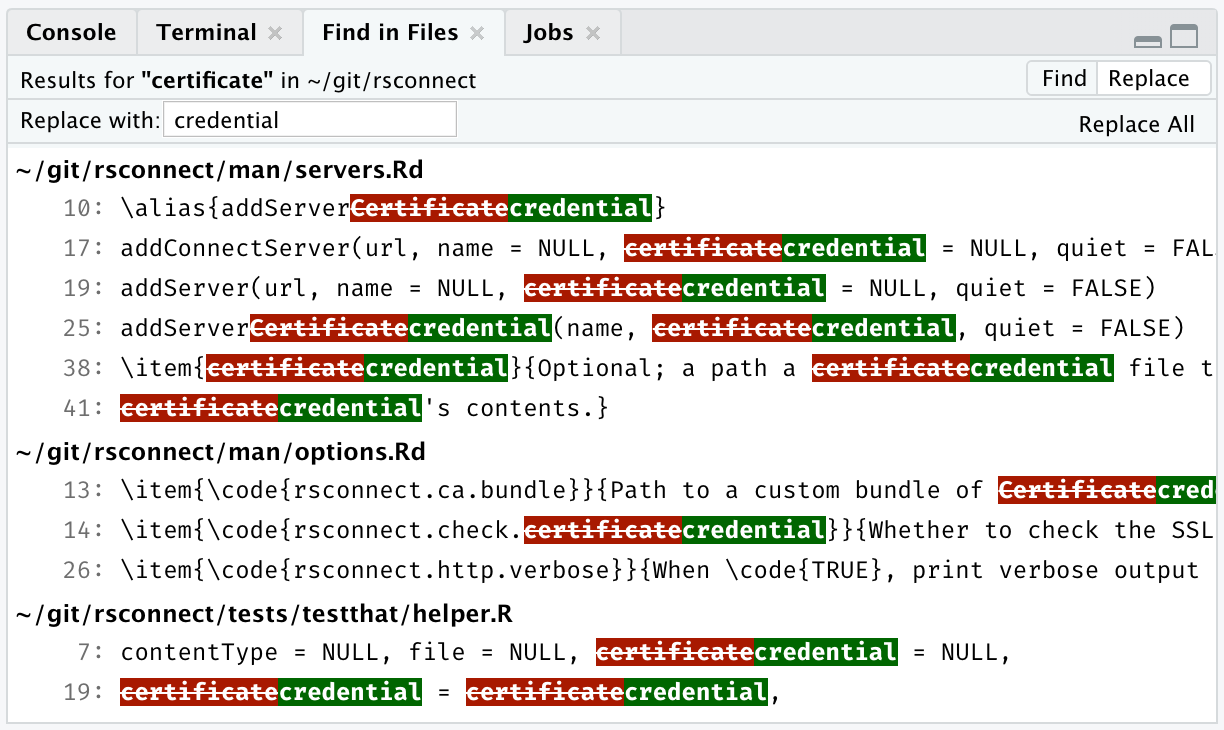 Console Terminal × Find in Files × Jobs ×
Results for "certificate" in ~/git/rsconnect Find Replace
Replace with: credential Replace All
~/git/rsconnect/man/servers.Rd
10: \alias{addServerCertificatecredential}
17: addConnectServer(url, name = NULL, certificatecredential = NULL, quiet = FAL
19: addServer(url, name = NULL, certificatecredential = NULL, quiet = FALSE)
25: addServerCertificatecredential(name, certificatecredential, quiet = FALSE)
38: \item{certificatecredential}{Optional; a path a certificatecredential file t
41: certificatecredential's contents.}
~/git/rsconnect/man/options.Rd
13: \item{\code{rsconnect.ca.bundle}}{Path to a custom bundle of Certificatecred
14: \item{\code{rsconnect.check.certificatecredential}}{Whether to check the SSL
26: \item{\code{rsconnect.http.verbose}}{When \code{TRUE}, print verbose output
~/git/rsconnect/tests/testthat/helper.R
7: contentType = NULL, file = NULL, certificatecredential = NULL,
19: certificatecredential = certificatecredential,